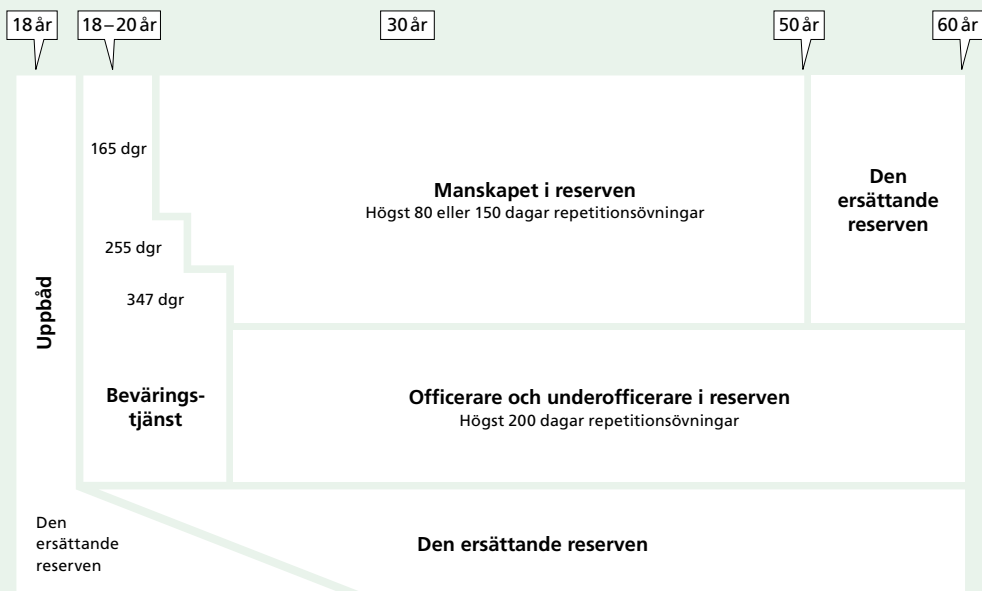 18 år
18–20 år
30 år
50 år
60 år
165 dgr
255 dgr
347 dgr
Uppbåd
Bevärings-
tjänst
Manskapet i reserven
Högst 80 eller 150 dagar repetitionsövningar
Den
ersättande
reserven
Officerare och underofficerare i reserven
Högst 200 dagar repetitionsövningar
Den
ersättande
reserven
Den ersättande reserven